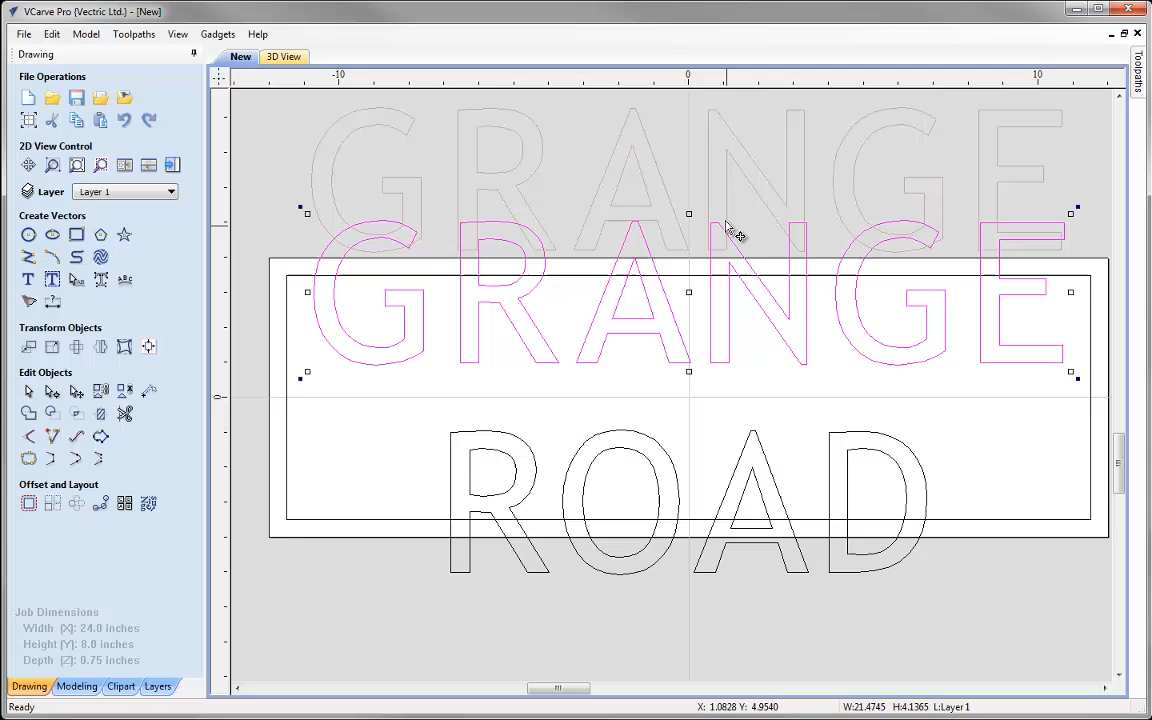 VCarve Pro {Vectric Ltd.} - [New]
File Edit Model Toolpaths View Gadgets Help
Drawing
New 3D View
Toolpaths
File Operations
-10 0 10
2D View Control
Layer Layer 1
Create Vectors
Transform Objects
Edit Objects
Offset and Layout
0
GRANGE
GRANGE
ROAD
Job Dimensions
Width (X): 24.0 inches
Height (Y): 8.0 inches
Depth (Z): 0.75 inches
Drawing Modeling Clipart Layers
Ready
X: 1.0828 Y: 4.9540
W:21.4745 H:4.1365 L:Layer1